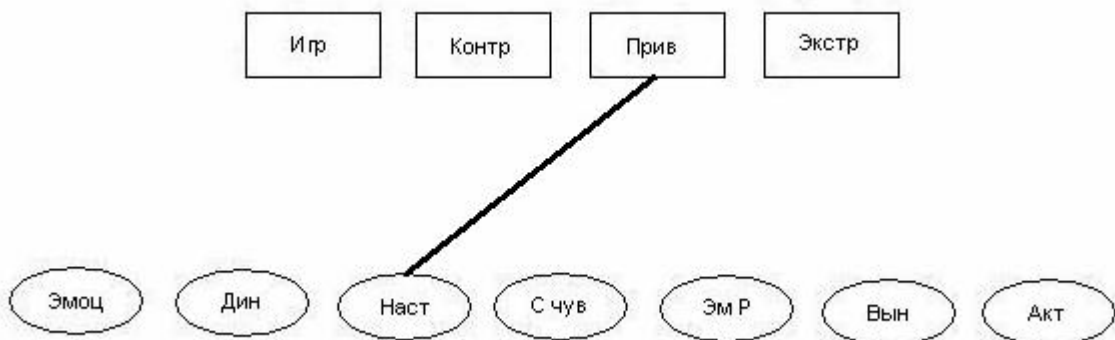 Игр Контр Прив Экстр
Эмоц Дин Наст С чув Эм Р Вын Акт